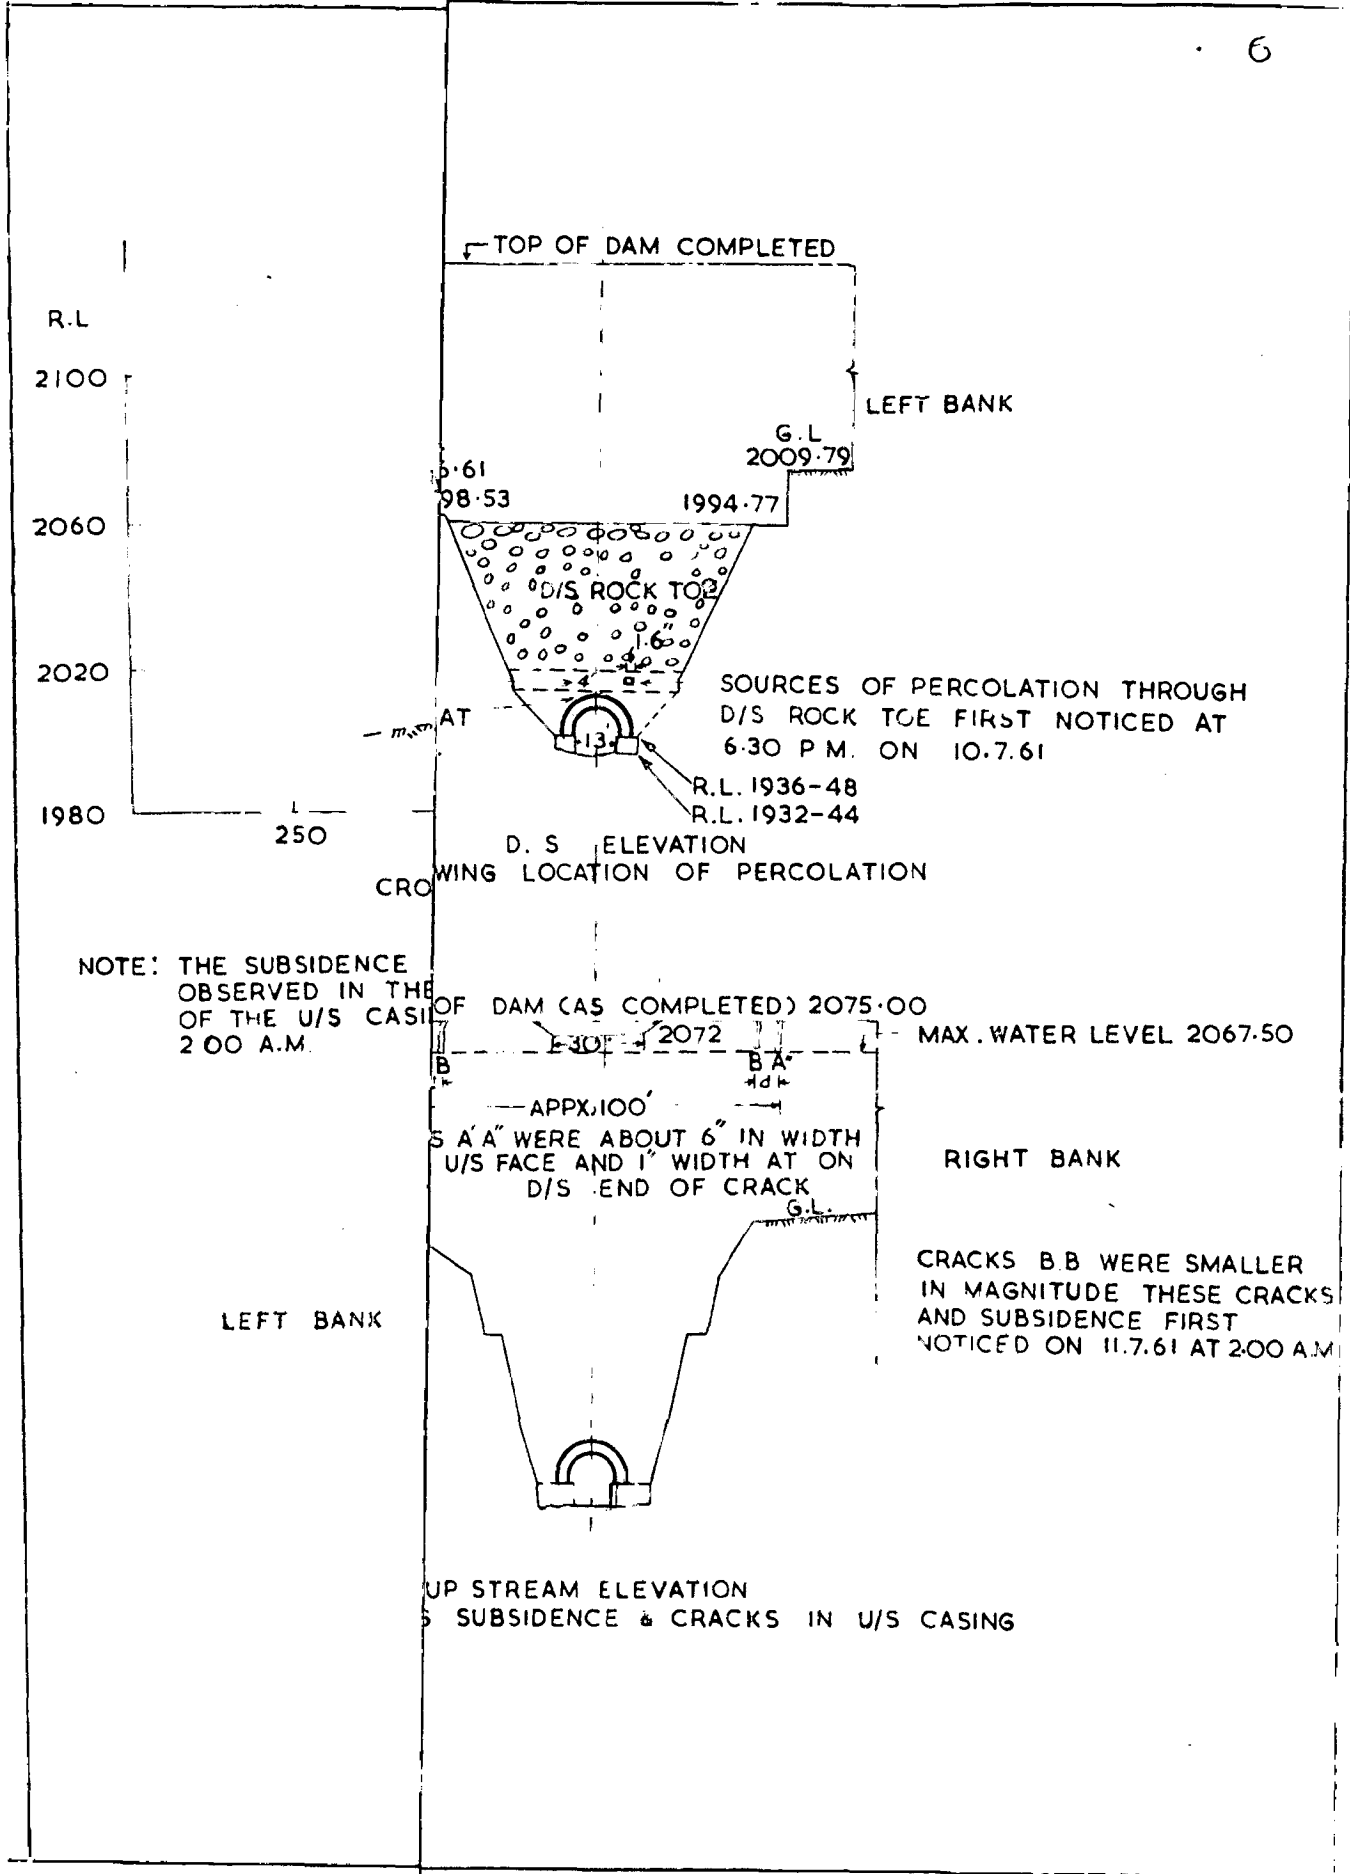 6
TOP OF DAM COMPLETED
R.L
2100
LEFT BANK
G.L
2009.79
.61
98.53
1994.77
2060
D/S ROCK TOE
1.6"
2020
4
SOURCES OF PERCOLATION THROUGH
D/S ROCK TOE FIRST NOTICED AT
6.30 P M. ON 10.7.61
AT
13'
R.L. 1936-48
R.L. 1932-44
1980
250
D. S ELEVATION
WING LOCATION OF PERCOLATION
CRO
NOTE: THE SUBSIDENCE
OBSERVED IN THE
OF THE U/S CASI
2 00 A.M.
OF DAM (AS COMPLETED) 2075.00
30'
2072
MAX. WATER LEVEL 2067.50
B
B A"
d
APPX. 100'
S A'A" WERE ABOUT 6" IN WIDTH
U/S FACE AND 1" WIDTH AT ON
D/S END OF CRACK
G.L.
RIGHT BANK
LEFT BANK
CRACKS B.B WERE SMALLER
IN MAGNITUDE THESE CRACKS
AND SUBSIDENCE FIRST
NOTICED ON 11.7.61 AT 2.00 A.M
UP STREAM ELEVATION
S SUBSIDENCE & CRACKS IN U/S CASING